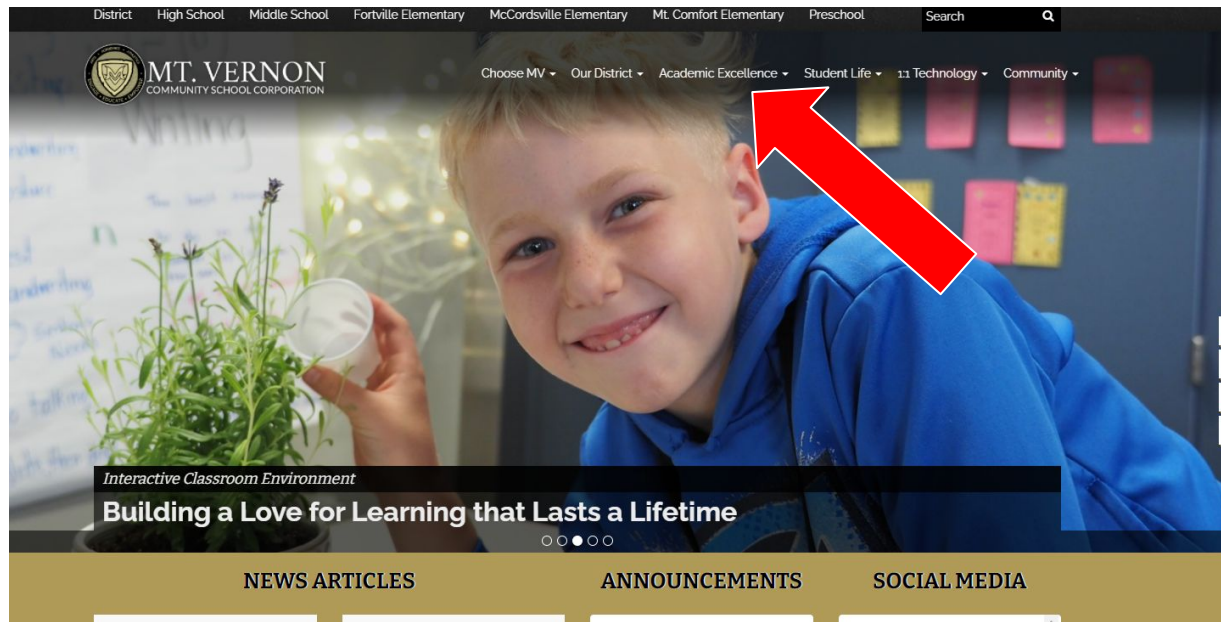 District High School Middle School Fortville Elementary McCordsville Elementary Mt. Comfort Elementary Preschool Search
MT. VERNON
COMMUNITY SCHOOL CORPORATION
Choose MV Our District Academic Excellence Student Life 1:1 Technology Community
Writing
Interactive Classroom Environment
Building a Love for Learning that Lasts a Lifetime
NEWS ARTICLES ANNOUNCEMENTS SOCIAL MEDIA